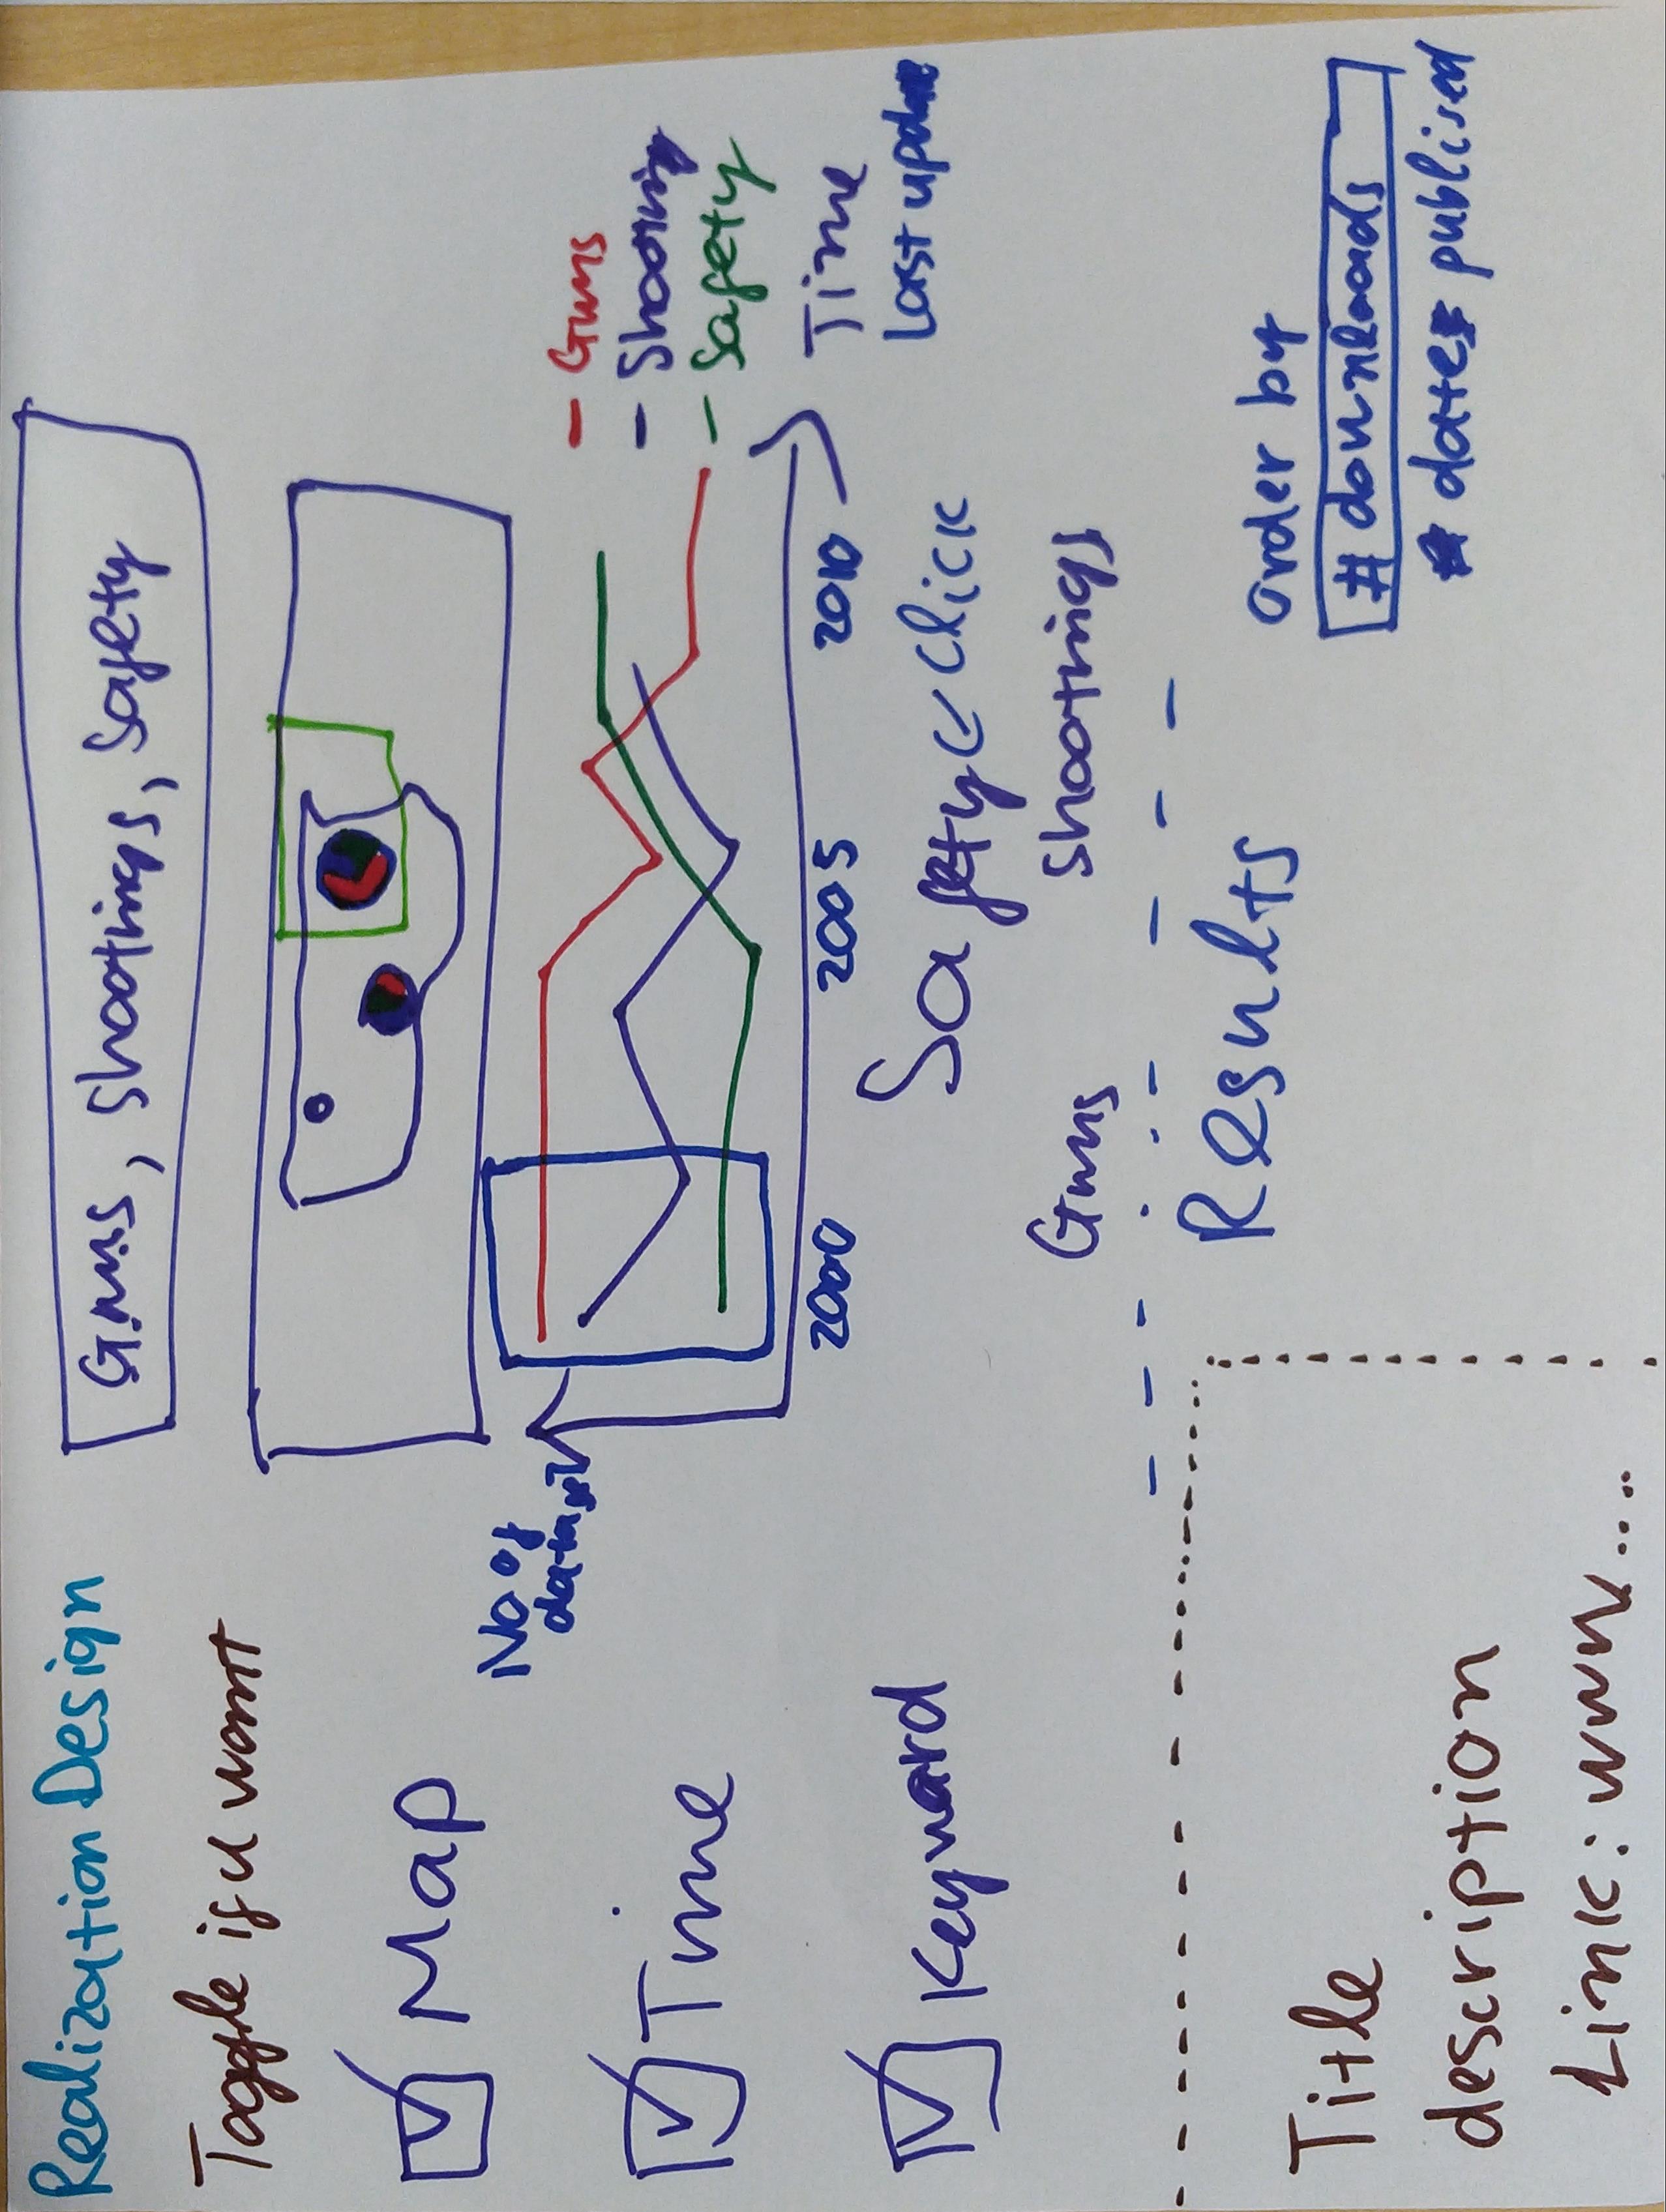 Realization Design
Guns, Shootings, Safety
Toggle if u want
Map
No of
datasets
Guns
Shooting
Safety
Time
2000 2005 2010
Time
Last update
Keyword
Safety click
Guns Shootings
Results
order by
# downloads
# dates published
Title
description
Link: www....